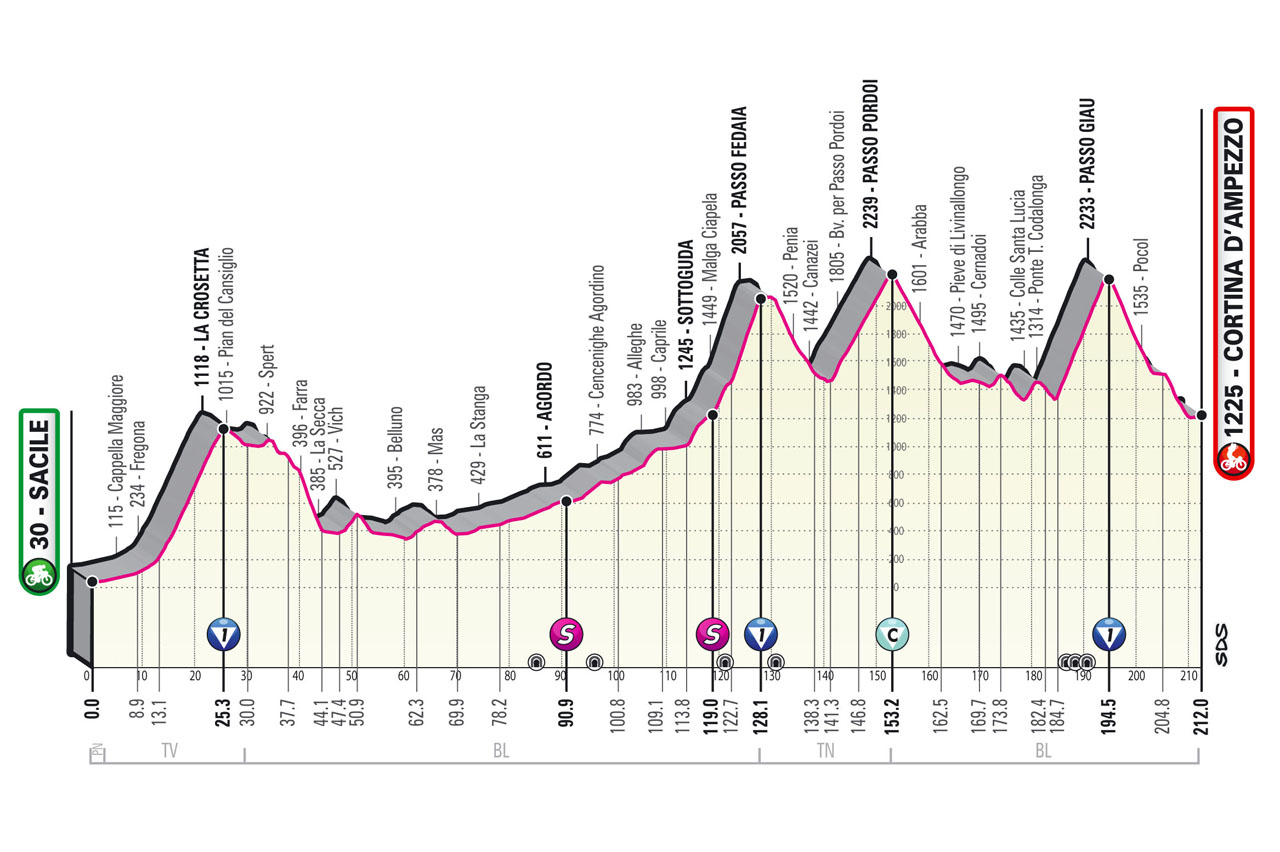 30 - SACILE
115 - Cappella Maggiore
234 - Fregona
1118 - LA CROSETTA
1015 - Pian del Cansiglio
922 - Spert
396 - Farra
385 - La Secca
527 - Vich
395 - Belluno
378 - Mas
429 - La Stanga
611 - AGORDO
774 - Cencenighe Agordino
983 - Alleghe
998 - Caprile
1245 - SOTTOGUDA
1449 - Malga Ciapela
2057 - PASSO FEDAIA
1520 - Penia
1442 - Canazei
1805 - Bv. per Passo Pordoi
2239 - PASSO PORDOI
1601 - Arabba
1470 - Pieve di Livinallongo
1495 - Cernadoi
1435 - Colle Santa Lucia
1314 - Ponte T. Codalonga
2233 - PASSO GIAU
1535 - Pocol
1225 - CORTINA D'AMPEZZO
2000
1800
1600
1400
1200
1000
800
600
400
200
0
1 S S 1 C 1
SDS
0 10 20 30 40 50 60 70 80 90 100 110 120 130 140 150 160 170 180 190 200 210
0.0 8.9 13.1 25.3 30.0 37.7 44.1 47.4 50.9 62.3 69.9 78.2 90.9 100.8 109.1 113.8 119.0 122.7 128.1 138.3 141.3 146.8 153.2 162.5 169.7 173.8 182.4 184.7 194.5 204.8 212.0
PN TV BL TN BL